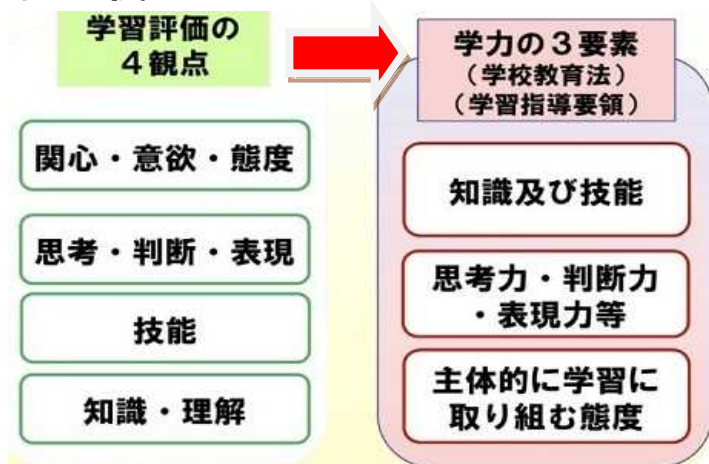 学習評価の
4観点
関心・意欲・態度
思考・判断・表現
技能
知識・理解
学力の3要素
(学校教育法)
(学習指導要領)
知識及び技能
思考力・判断力
・表現力等
主体的に学習に
取り組む態度